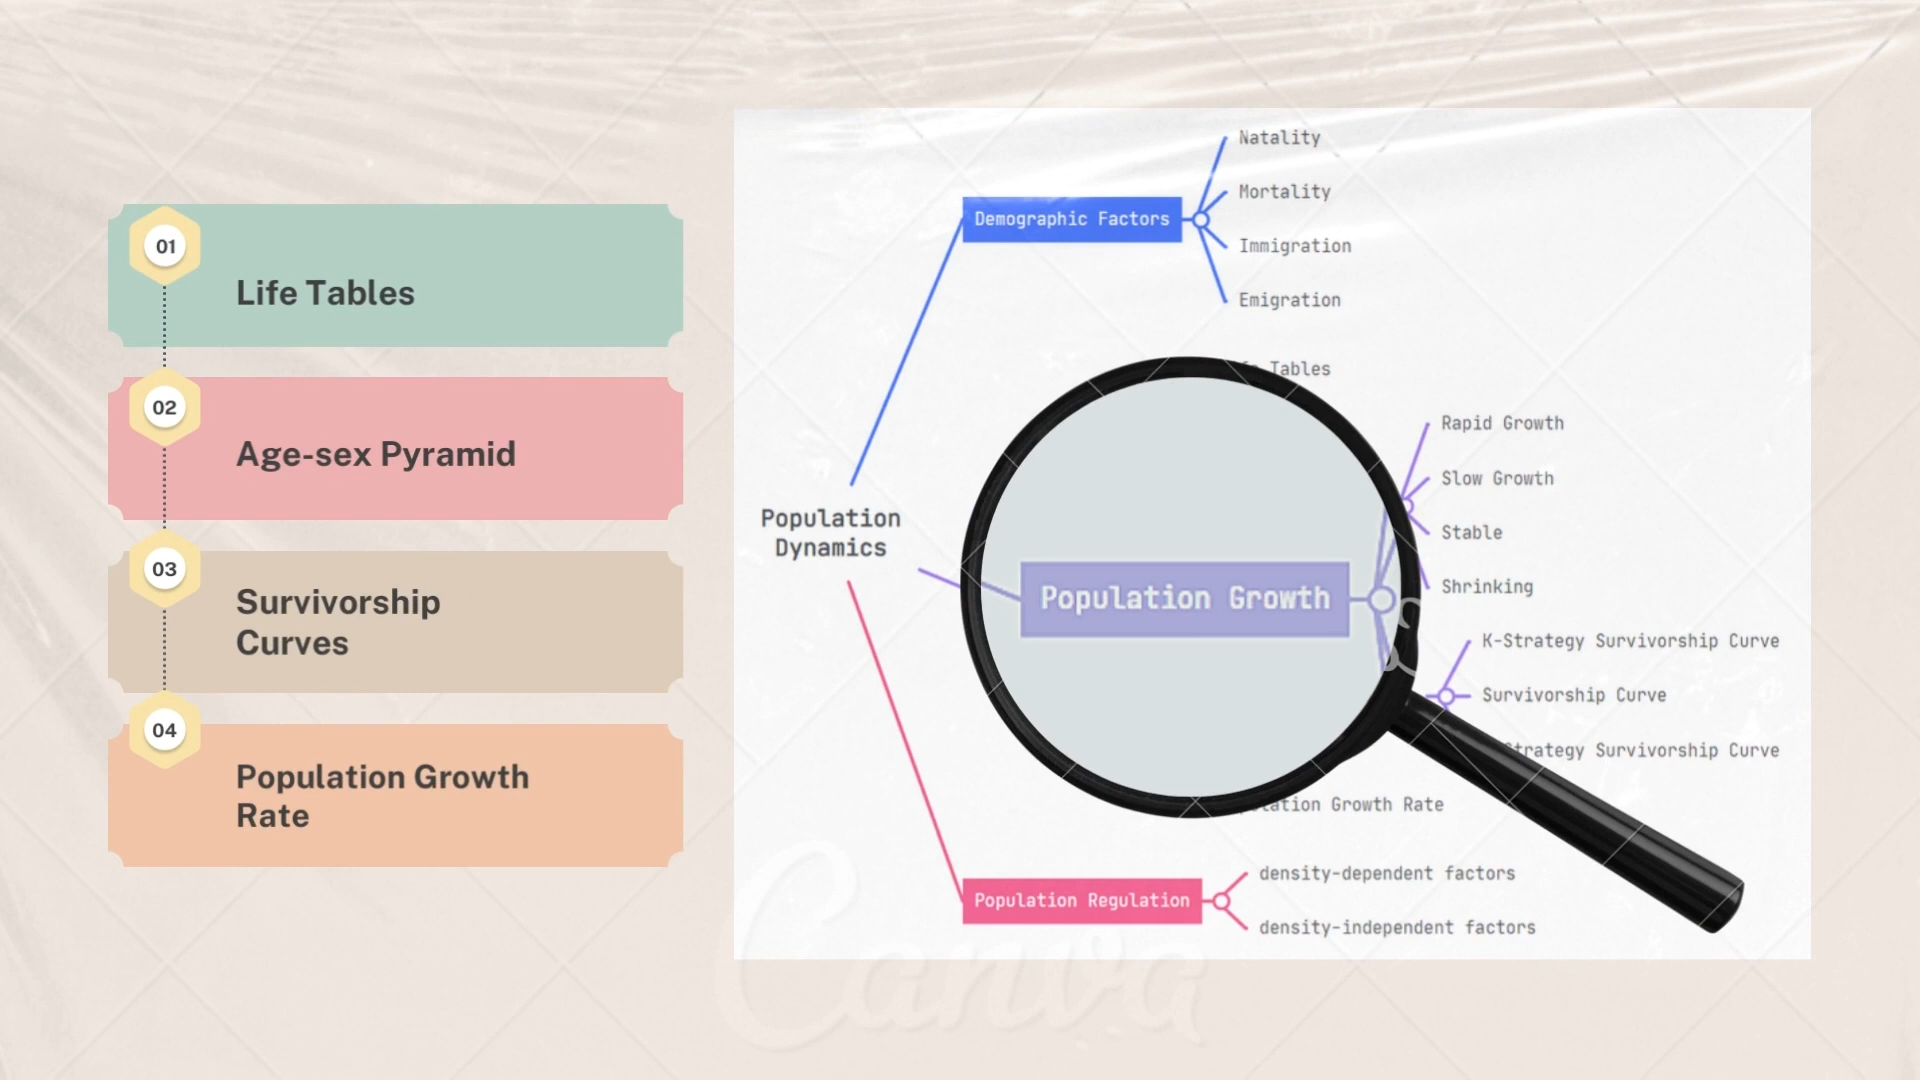 01
Life Tables
02
Age-sex Pyramid
03
Survivorship
Curves
04
Population Growth
Rate
Population
Dynamics
Demographic Factors
Natality
Mortality
Immigration
Emigration
Tables
Population Growth
Rapid Growth
Slow Growth
Stable
Shrinking
K-Strategy Survivorship Curve
Survivorship Curve
Strategy Survivorship Curve
Growth Rate
Population Regulation
density-dependent factors
density-independent factors
Canva